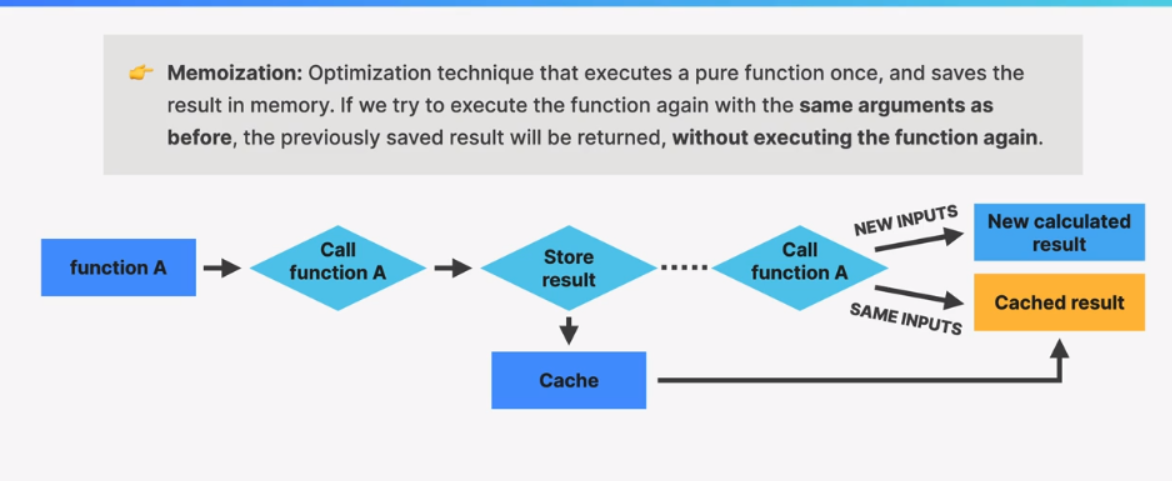 👉 Memoization: Optimization technique that executes a pure function once, and saves the
result in memory. If we try to execute the function again with the same arguments as
before, the previously saved result will be returned, without executing the function again.
function A
Call
function A
Store
result
Call
function A
NEW INPUTS
New calculated
result
SAME INPUTS
Cached result
Cache